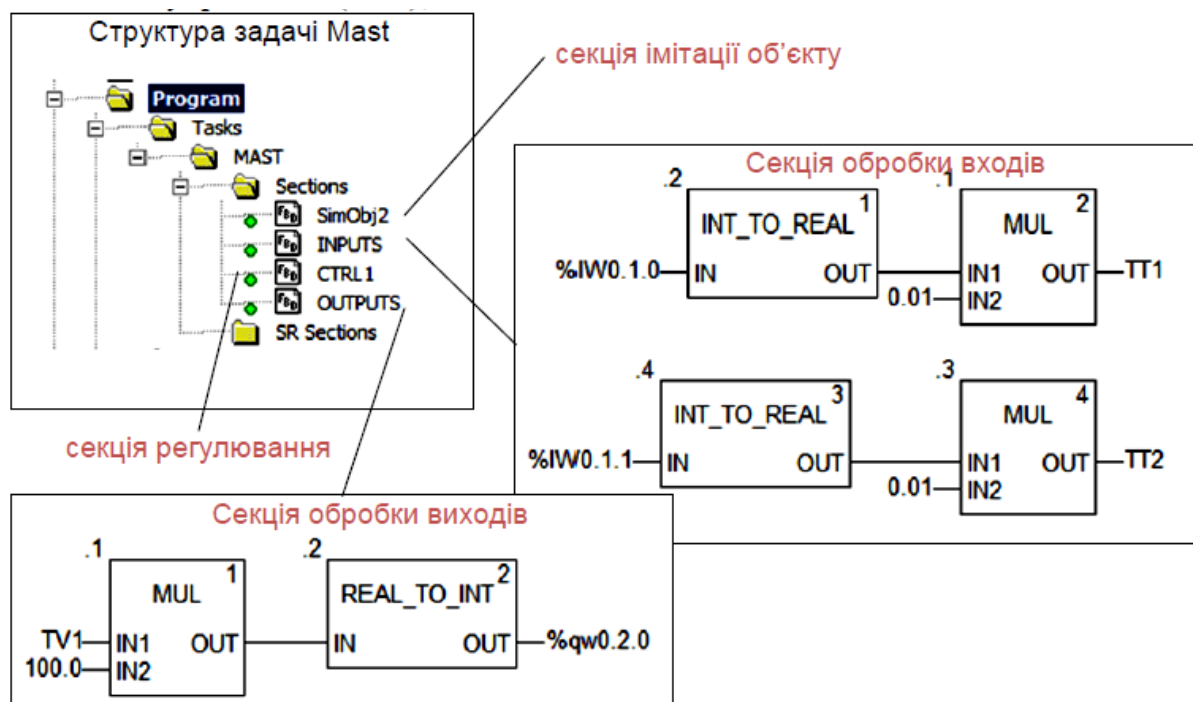 Структура задачі Mast
Program
Tasks
MAST
Sections
SimObj2
INPUTS
CTRL1
OUTPUTS
SR Sections
секція імітації об’єкту
секція регулювання
Секція обробки входів
.2
1
INT_TO_REAL
%IW0.1.0
IN
OUT
.1
2
MUL
IN1
OUT
TT1
0.01
IN2
.4
3
INT_TO_REAL
%IW0.1.1
IN
OUT
.3
4
MUL
IN1
OUT
TT2
0.01
IN2
Секція обробки виходів
.1
1
MUL
TV1
IN1
OUT
100.0
IN2
.2
2
REAL_TO_INT
IN
OUT
%qw0.2.0